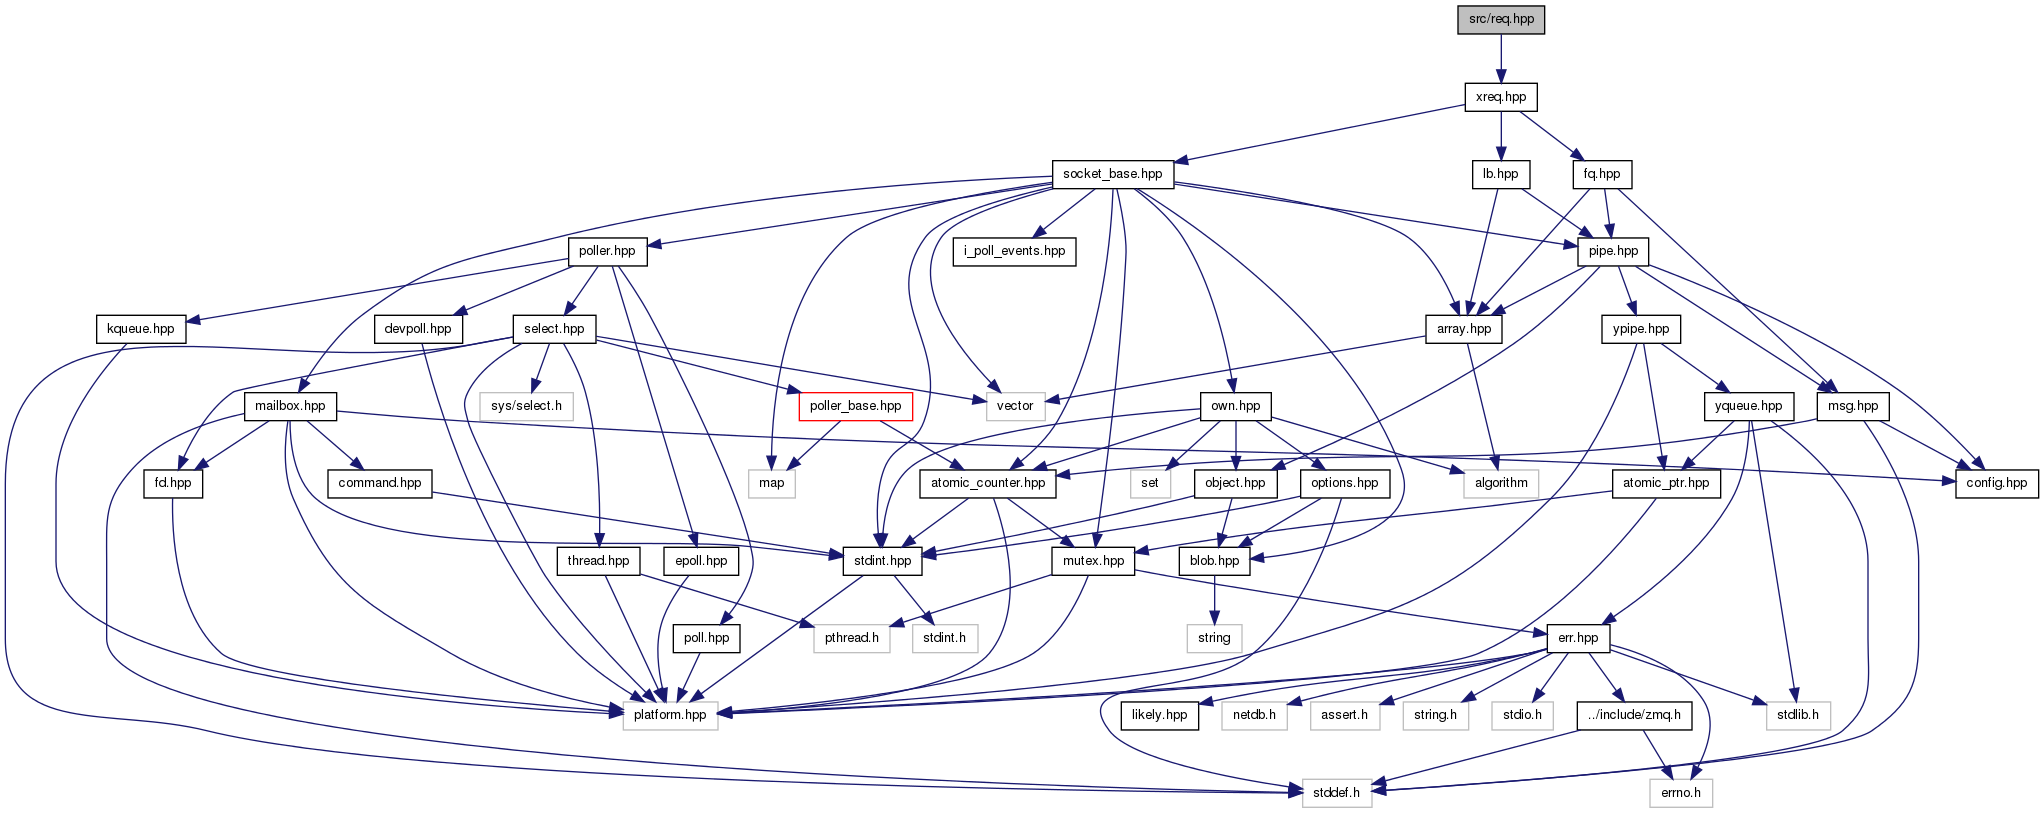 src/req.hpp
xreq.hpp
socket_base.hpp
lb.hpp
fq.hpp
poller.hpp
i_poll_events.hpp
pipe.hpp
kqueue.hpp
devpoll.hpp
select.hpp
array.hpp
ypipe.hpp
sys/select.h
poller_base.hpp
vector
mailbox.hpp
own.hpp
yqueue.hpp
msg.hpp
fd.hpp
command.hpp
map
atomic_counter.hpp
set
object.hpp
options.hpp
algorithm
atomic_ptr.hpp
config.hpp
thread.hpp
epoll.hpp
stdint.hpp
mutex.hpp
blob.hpp
poll.hpp
pthread.h
stdint.h
string
err.hpp
platform.hpp
likely.hpp
netdb.h
assert.h
string.h
stdio.h
../include/zmq.h
stdlib.h
stddef.h
errno.h